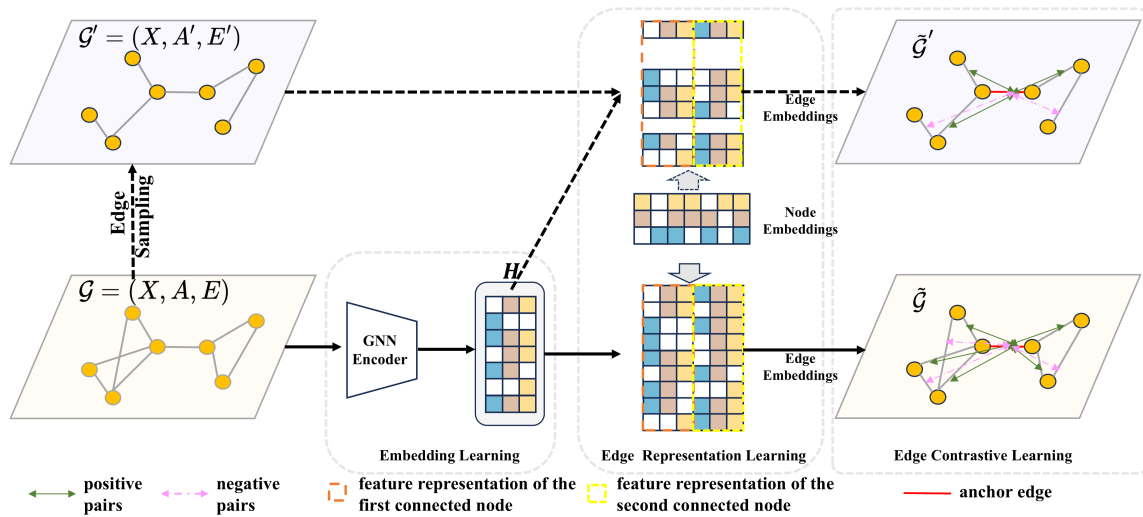 𝒢′ = (X, A′, E′)
𝒢̃′
Edge
Embeddings
Edge
Sampling
Node
Embeddings
H
𝒢 = (X, A, E)
𝒢̃
GNN
Encoder
Edge
Embeddings
Embedding Learning
Edge Representation Learning
Edge Contrastive Learning
positive
pairs
negative
pairs
feature representation of the
first connected node
feature representation of the
second connected node
anchor edge